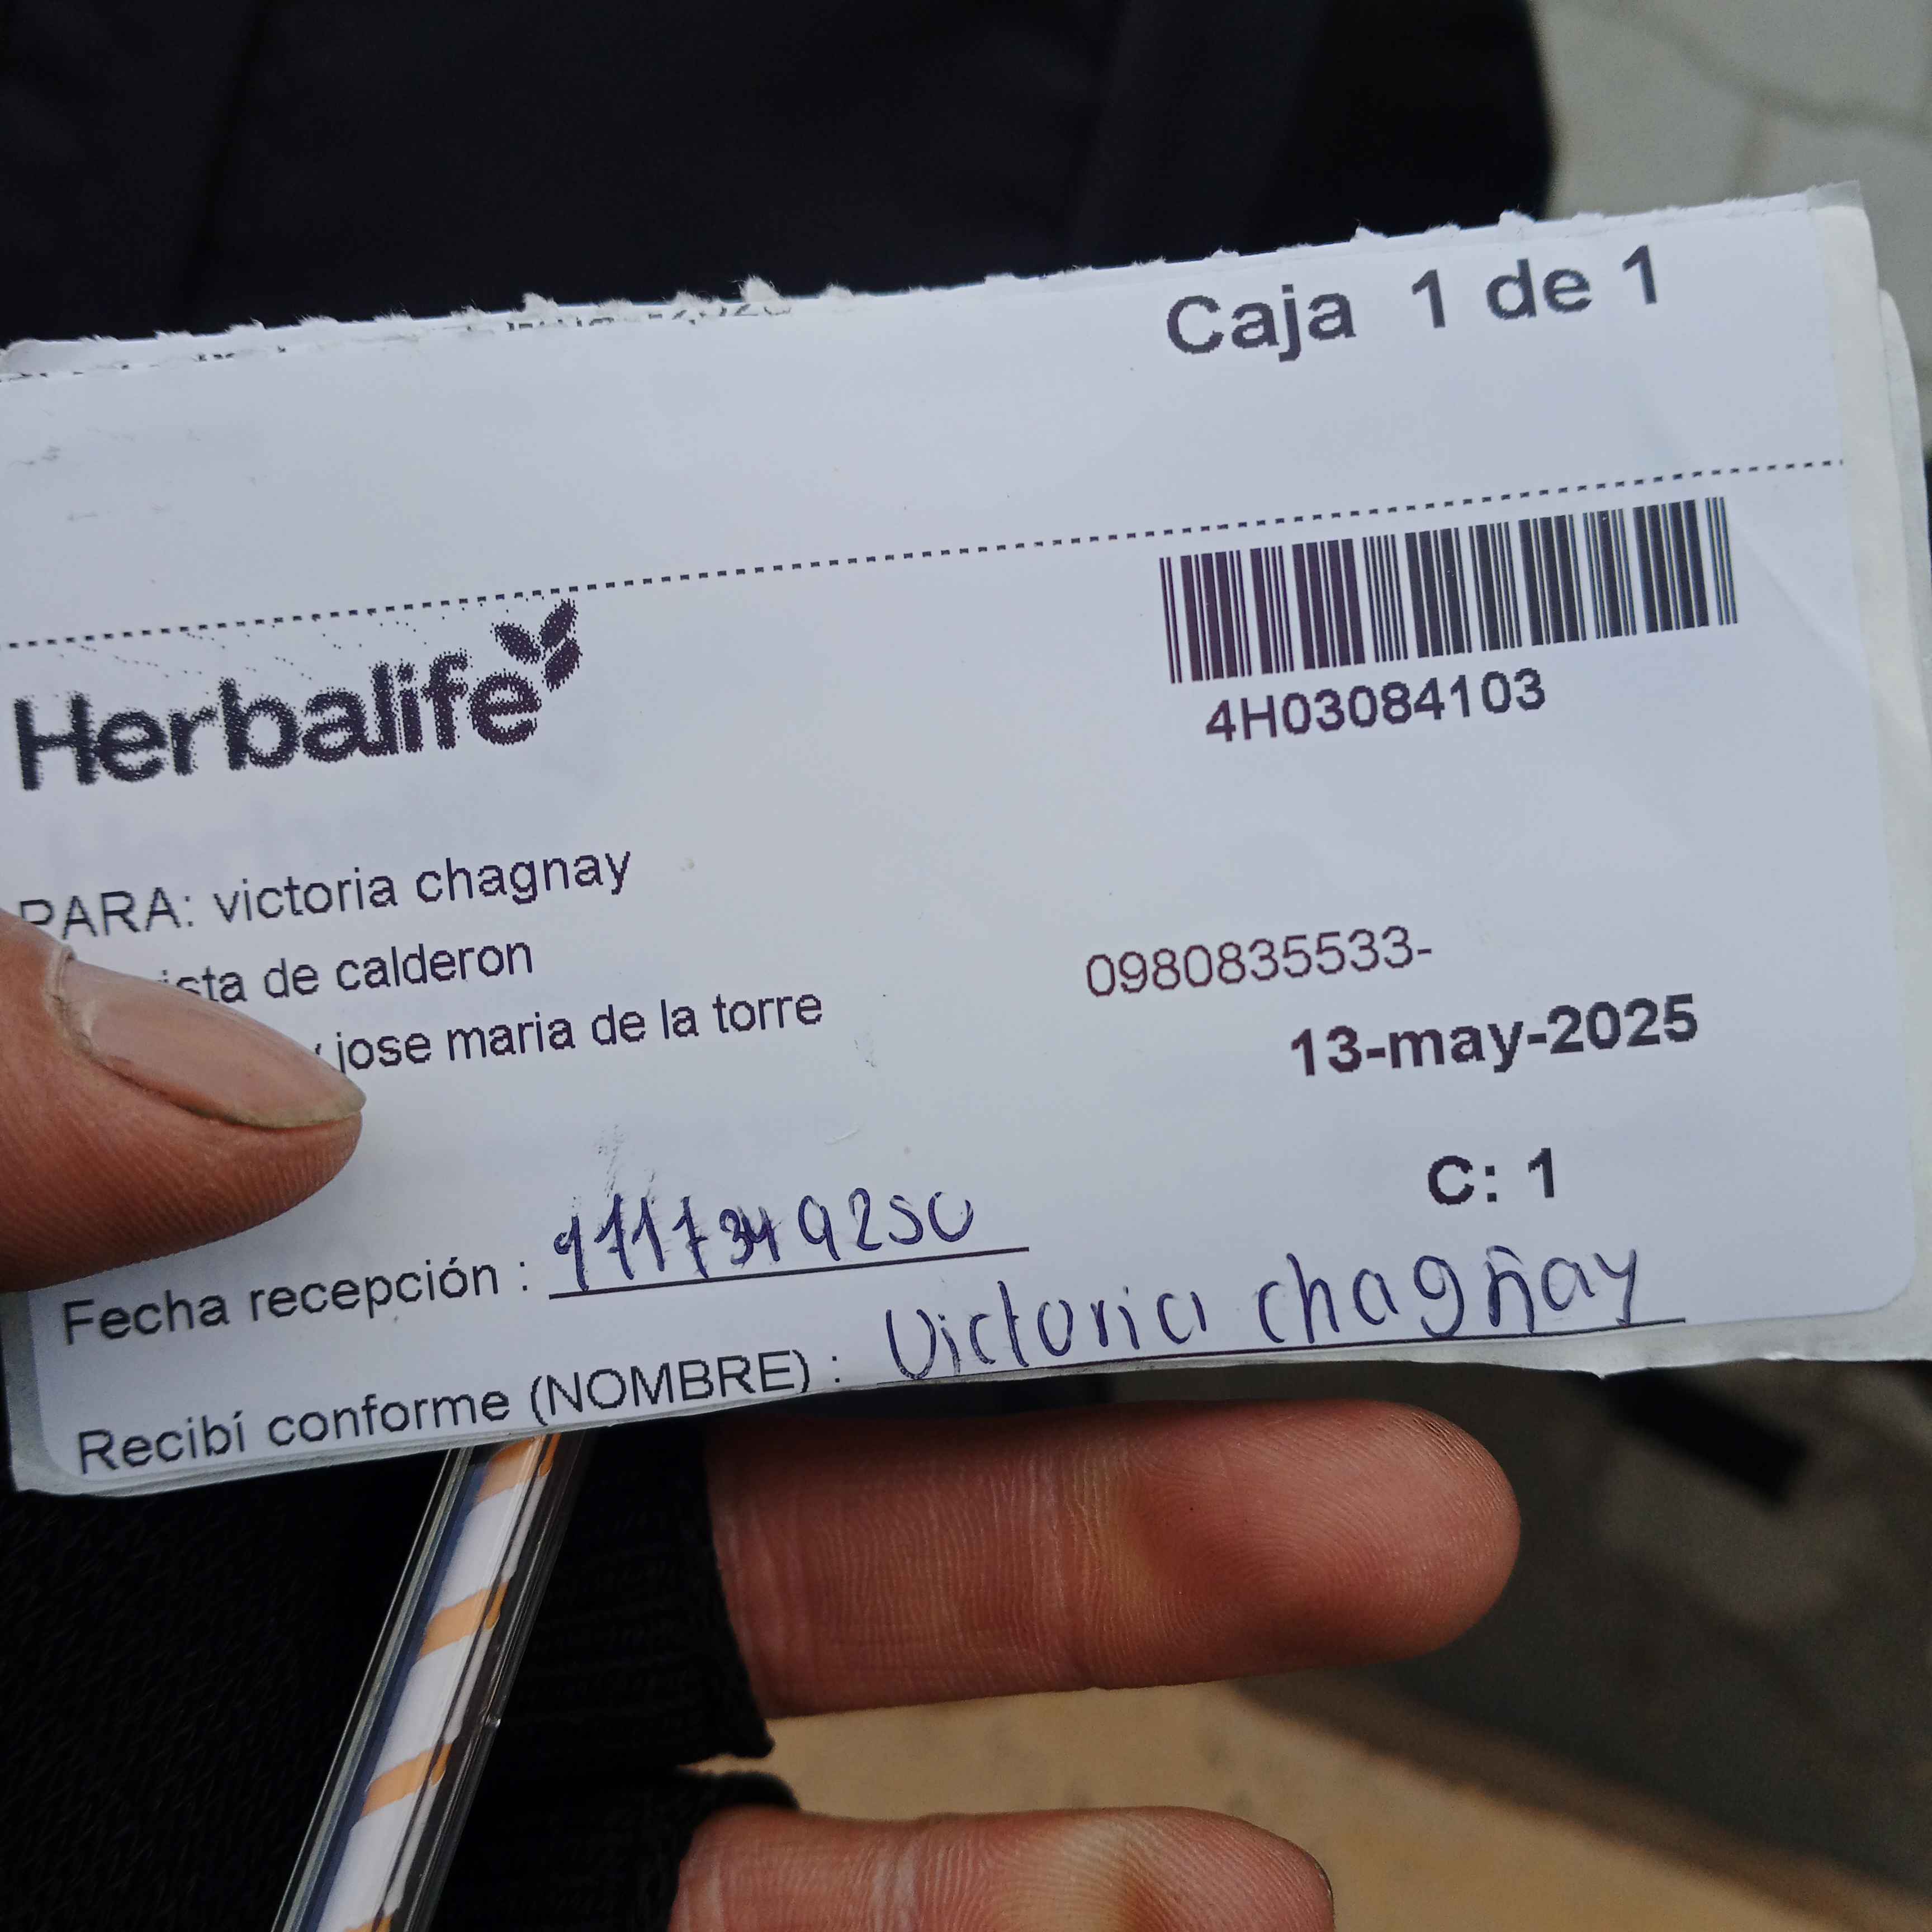 Caja 1 de 1
Herbalife
4H03084103
PARA: victoria chagnay
de calderon
0980835533-
jose maria de la torre
13-may-2025
C: 1
Fecha recepción :
Recibí conforme (NOMBRE) : Victoria chagñay